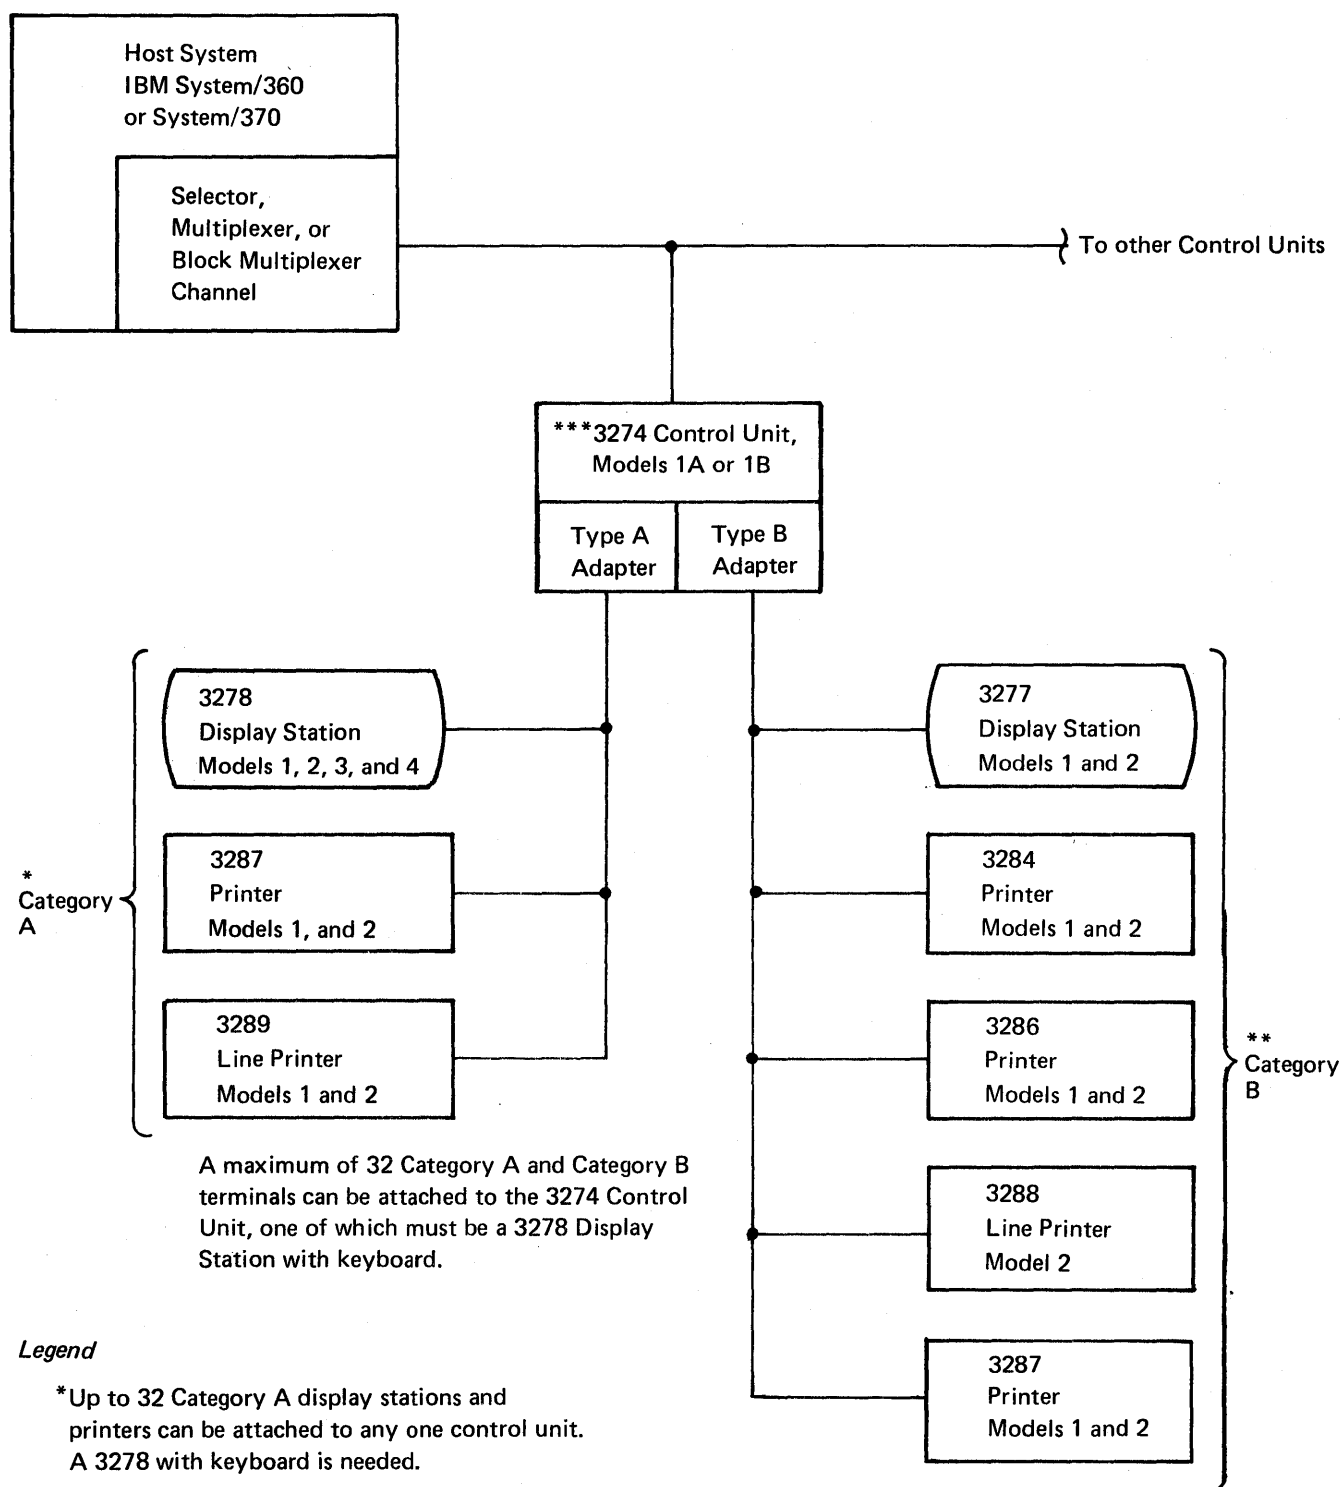 Host System
IBM System/360
or System/370
Selector,
Multiplexer, or
Block Multiplexer
Channel
To other Control Units
***3274 Control Unit,
Models 1A or 1B
Type A
Adapter
Type B
Adapter
*
Category
A
3278
Display Station
Models 1, 2, 3, and 4
3287
Printer
Models 1, and 2
3289
Line Printer
Models 1 and 2
3277
Display Station
Models 1 and 2
3284
Printer
Models 1 and 2
3286
Printer
Models 1 and 2
3288
Line Printer
Model 2
3287
Printer
Models 1 and 2
**
Category
B
A maximum of 32 Category A and Category B
terminals can be attached to the 3274 Control
Unit, one of which must be a 3278 Display
Station with keyboard.
Legend
*Up to 32 Category A display stations and
printers can be attached to any one control unit.
A 3278 with keyboard is needed.